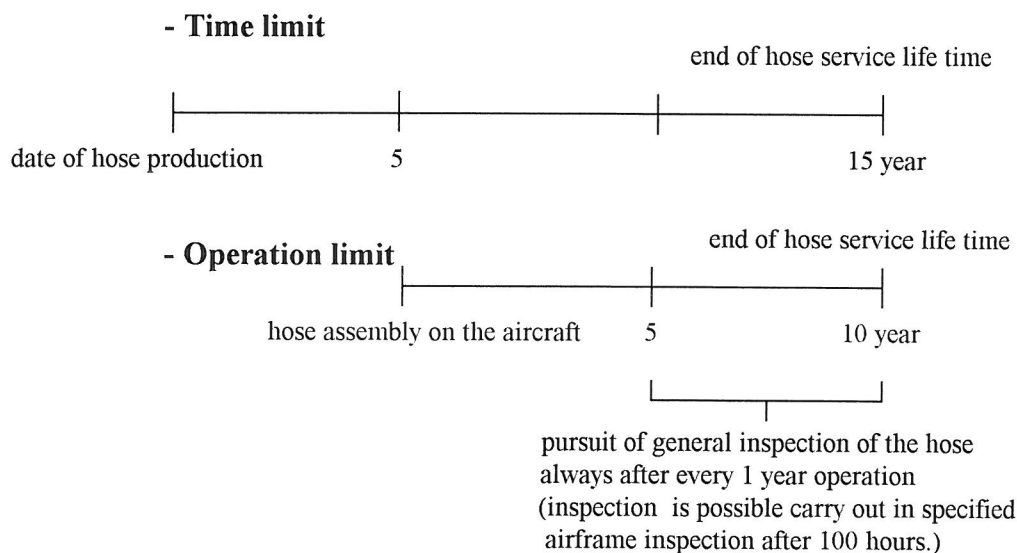 - Time limit
end of hose service life time
date of hose production 5 15 year
- Operation limit
end of hose service life time
hose assembly on the aircraft 5 10 year
pursuit of general inspection of the hose
always after every 1 year operation
(inspection is possible carry out in specified
airframe inspection after 100 hours.)